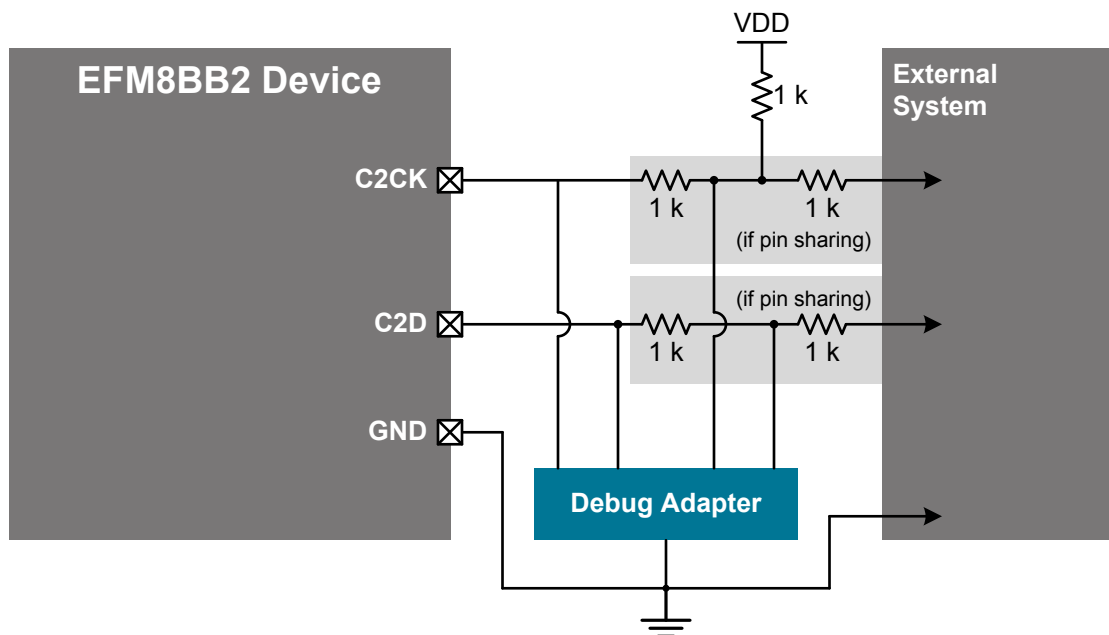 VDD
EFM8BB2 Device
External
System
1 k
C2CK
1 k
1 k
(if pin sharing)
(if pin sharing)
C2D
1 k
1 k
GND
Debug Adapter